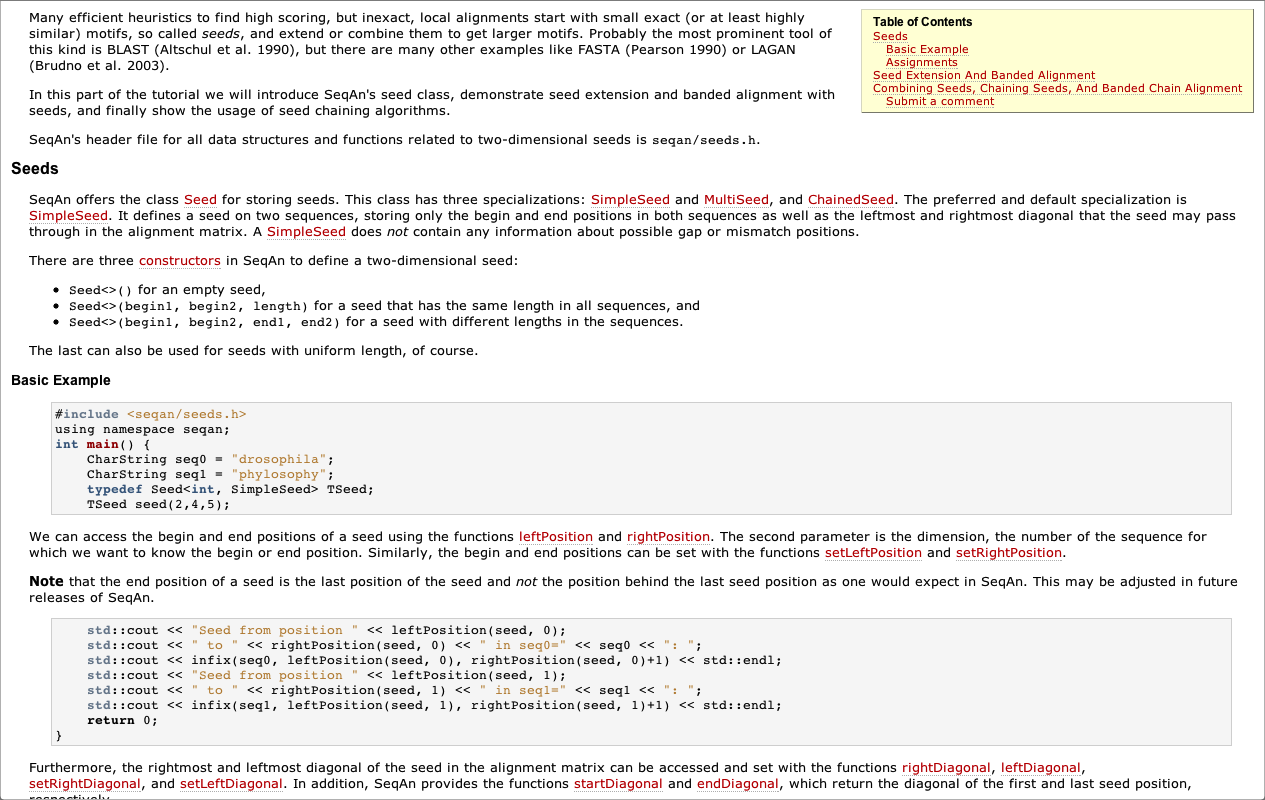 Many efficient heuristics to find high scoring, but inexact, local alignments start with small exact (or at least highly
similar) motifs, so called seeds, and extend or combine them to get larger motifs. Probably the most prominent tool of
this kind is BLAST (Altschul et al. 1990), but there are many other examples like FASTA (Pearson 1990) or LAGAN
(Brudno et al. 2003).
In this part of the tutorial we will introduce SeqAn's seed class, demonstrate seed extension and banded alignment with
seeds, and finally show the usage of seed chaining algorithms.
SeqAn's header file for all data structures and functions related to two-dimensional seeds is seqan/seeds.h.
Table of Contents
Seeds
Basic Example
Assignments
Seed Extension And Banded Alignment
Combining Seeds, Chaining Seeds, And Banded Chain Alignment
Submit a comment
Seeds
SeqAn offers the class Seed for storing seeds. This class has three specializations: SimpleSeed and MultiSeed, and ChainedSeed. The preferred and default specialization is
SimpleSeed. It defines a seed on two sequences, storing only the begin and end positions in both sequences as well as the leftmost and rightmost diagonal that the seed may pass
through in the alignment matrix. A SimpleSeed does not contain any information about possible gap or mismatch positions.
There are three constructors in SeqAn to define a two-dimensional seed:
• Seed<>() for an empty seed,
• Seed<>(begin1, begin2, length) for a seed that has the same length in all sequences, and
• Seed<>(begin1, begin2, end1, end2) for a seed with different lengths in the sequences.
The last can also be used for seeds with uniform length, of course.
Basic Example
#include <seqan/seeds.h>
using namespace seqan;
int main() {
    CharString seq0 = "drosophila";
    CharString seq1 = "phylosophy";
    typedef Seed<int, SimpleSeed> TSeed;
    TSeed seed(2,4,5);
We can access the begin and end positions of a seed using the functions leftPosition and rightPosition. The second parameter is the dimension, the number of the sequence for
which we want to know the begin or end position. Similarly, the begin and end positions can be set with the functions setLeftPosition and setRightPosition.
Note that the end position of a seed is the last position of the seed and not the position behind the last seed position as one would expect in SeqAn. This may be adjusted in future
releases of SeqAn.
    std::cout << "Seed from position " << leftPosition(seed, 0);
    std::cout << " to " << rightPosition(seed, 0) << " in seq0=" << seq0 << ": ";
    std::cout << infix(seq0, leftPosition(seed, 0), rightPosition(seed, 0)+1) << std::endl;
    std::cout << "Seed from position " << leftPosition(seed, 1);
    std::cout << " to " << rightPosition(seed, 1) << " in seq1=" << seq1 << ": ";
    std::cout << infix(seq1, leftPosition(seed, 1), rightPosition(seed, 1)+1) << std::endl;
    return 0;
}
Furthermore, the rightmost and leftmost diagonal of the seed in the alignment matrix can be accessed and set with the functions rightDiagonal, leftDiagonal,
setRightDiagonal, and setLeftDiagonal. In addition, SeqAn provides the functions startDiagonal and endDiagonal, which return the diagonal of the first and last seed position,